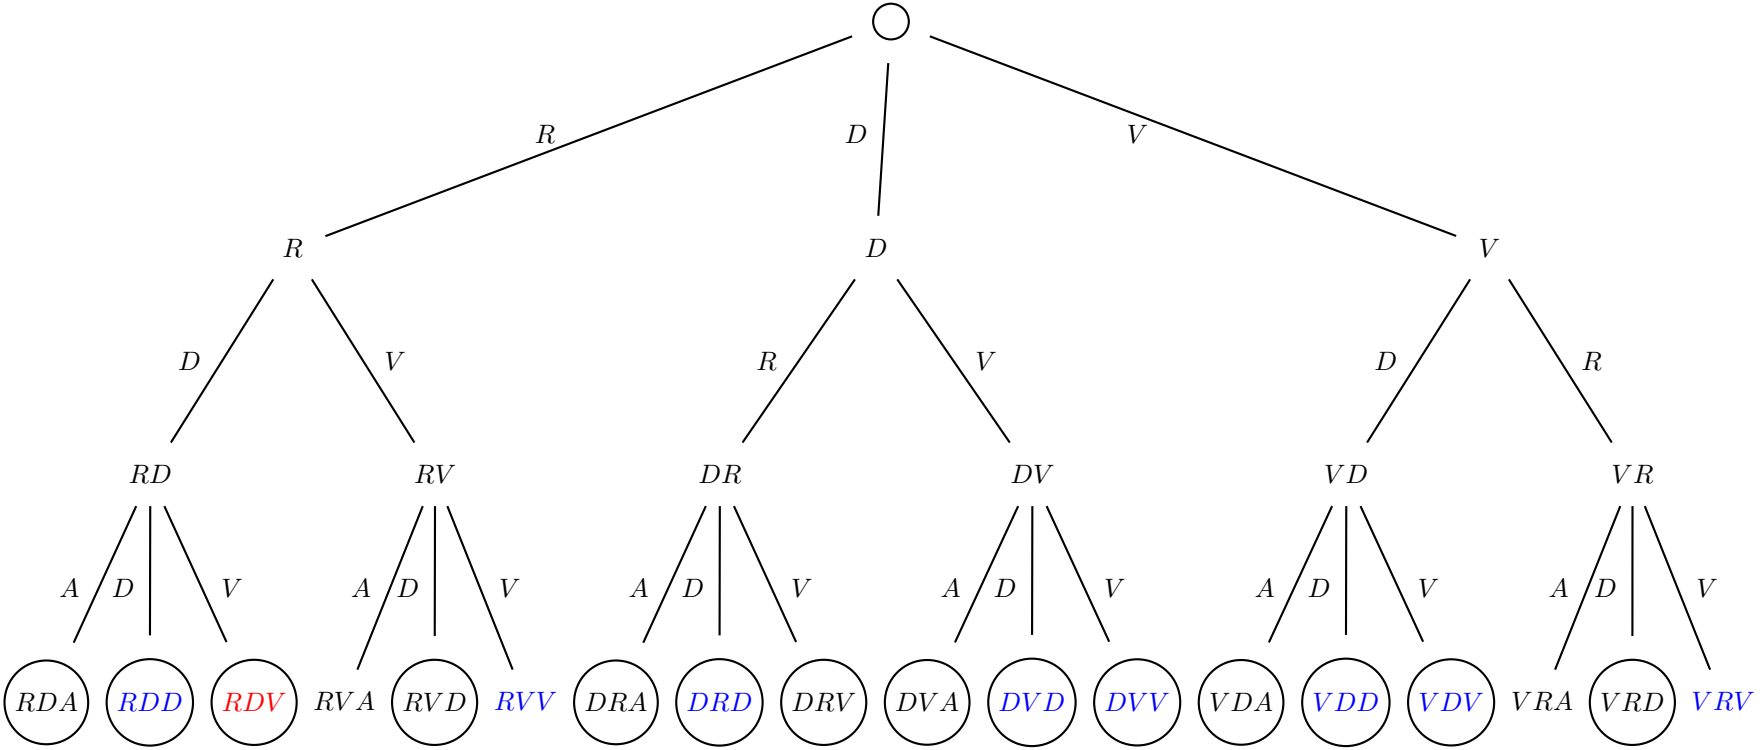 R D V
R D V
D V R V D R
RD RV DR DV VD VR
A D V A D V A D V A D V A D V A D V
RDA RDD RDV RVA RVD RVV DRA DRD DRV DVA DVD DVV VDA VDD VDV VRA VRD VRV